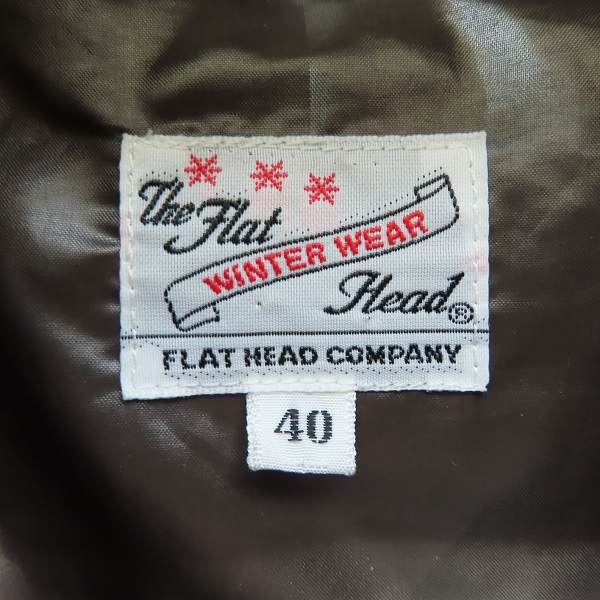 The Flat
WINTER WEAR
Head®
FLAT HEAD COMPANY
40